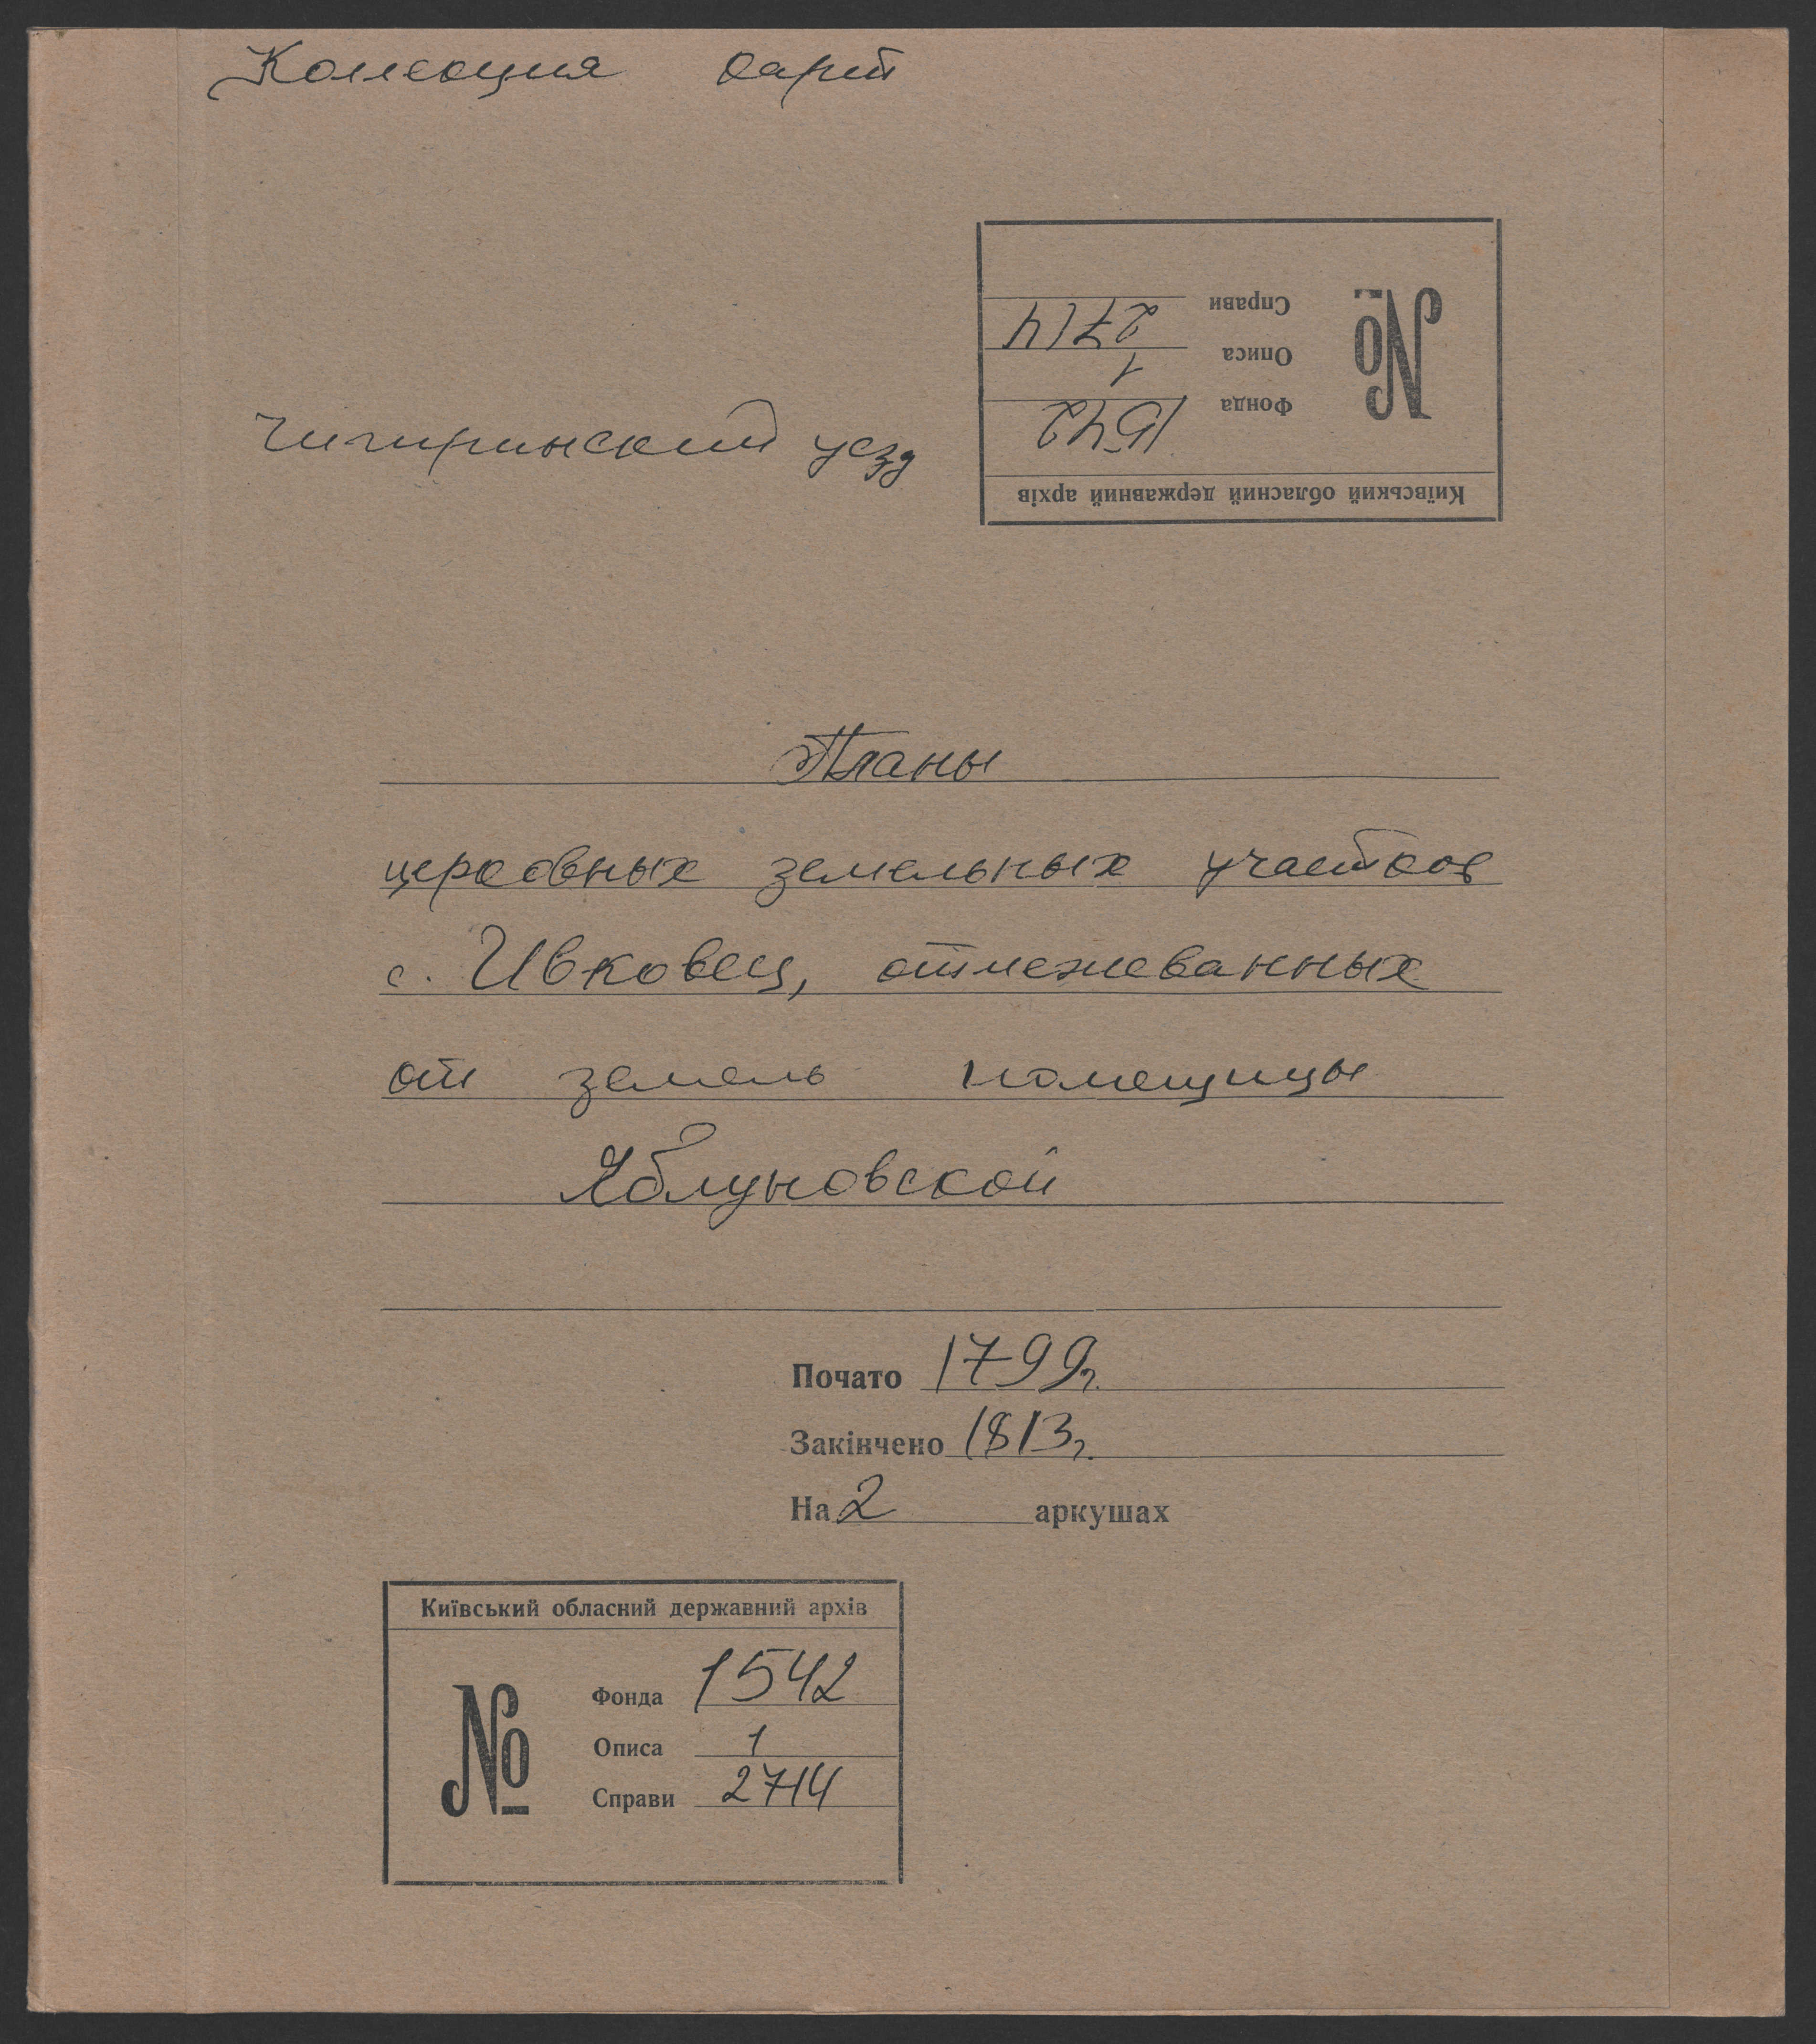 Коллекция карт
Київський обласний державний архів
№
Фонда 1542
Описа 1
Справи 2714
Чигиринский уезд
Планы
церковных земельных участков
с. Ивковец, отмежеванных
от земель помещицы
Яблуновской
Почато 1799г.
Закінчено 1813г.
На 2 аркушах
Київський обласний державний архів
№
Фонда 1542
Описа 1
Справи 2714